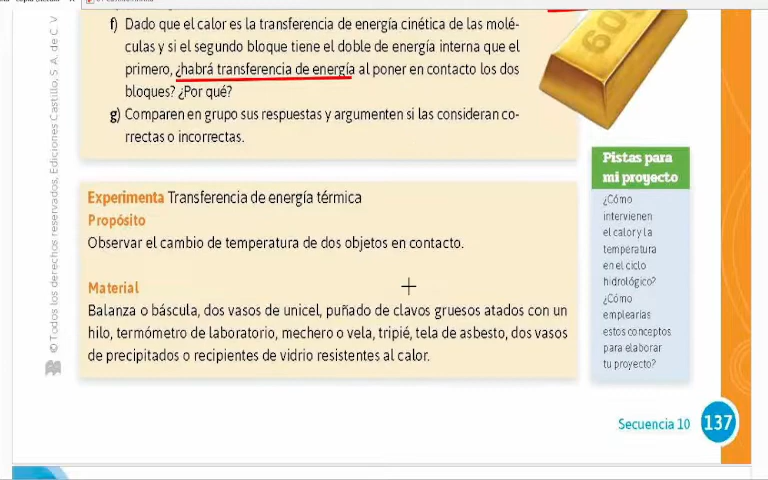 f) Dado que el calor es la transferencia de energía cinética de las molé-
culas y si el segundo bloque tiene el doble de energía interna que el
primero, ¿habrá transferencia de energía al poner en contacto los dos
bloques? ¿Por qué?
g) Comparen en grupo sus respuestas y argumenten si las consideran co-
rrectas o incorrectas.
600
© Todos los derechos reservados, Ediciones Castillo, S. A. de C. V.
Experimenta Transferencia de energía térmica
Propósito
Observar el cambio de temperatura de dos objetos en contacto.
Material
Balanza o báscula, dos vasos de unicel, puñado de clavos gruesos atados con un
hilo, termómetro de laboratorio, mechero o vela, tripié, tela de asbesto, dos vasos
de precipitados o recipientes de vidrio resistentes al calor.
Pistas para
mi proyecto
¿Cómo
intervienen
el calor y la
temperatura
en el ciclo
hidrológico?
¿Cómo
emplearías
estos conceptos
para elaborar
tu proyecto?
Secuencia 10 137